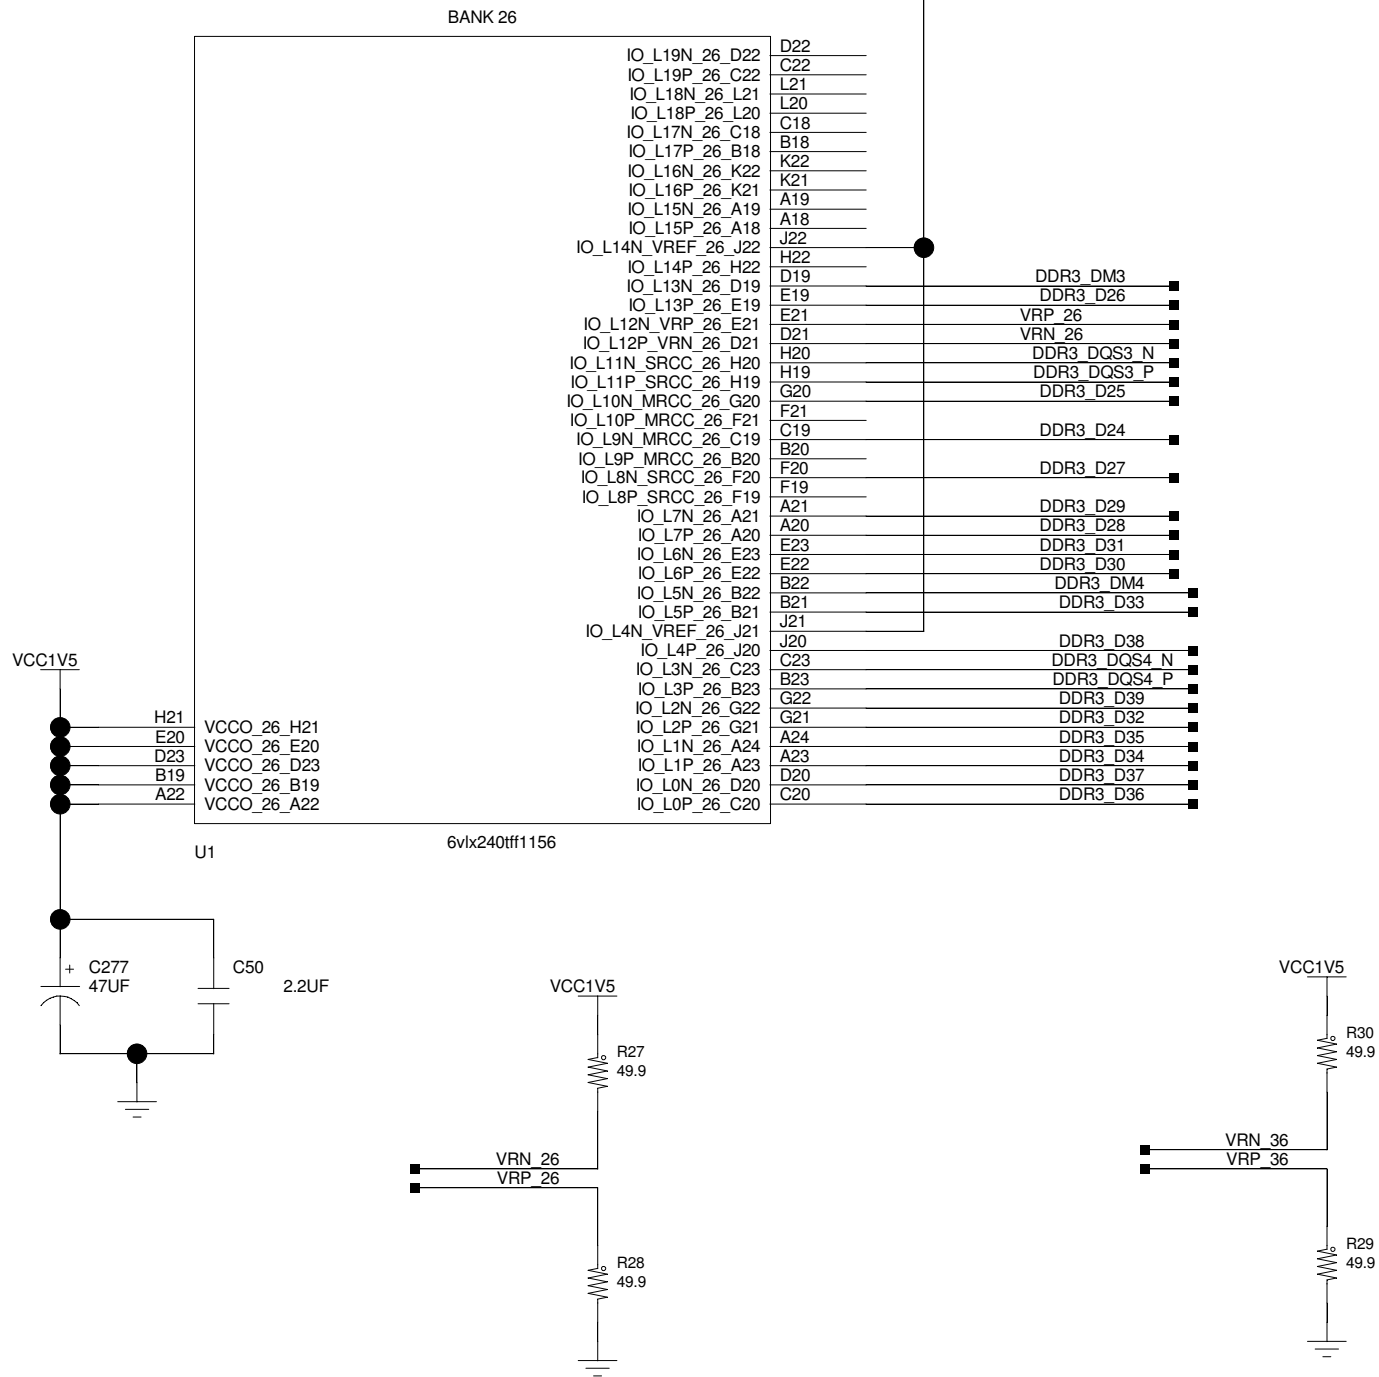 BANK 26
IO_L19N_26_D22 D22
IO_L19P_26_C22 C22
IO_L18N_26_L21 L21
IO_L18P_26_L20 L20
IO_L17N_26_C18 C18
IO_L17P_26_B18 B18
IO_L16N_26_K22 K22
IO_L16P_26_K21 K21
IO_L15N_26_A19 A19
IO_L15P_26_A18 A18
IO_L14N_VREF_26_J22 J22
IO_L14P_26_H22 H22
IO_L13N_26_D19 D19 DDR3_DM3
IO_L13P_26_E19 E19 DDR3_D26
IO_L12N_VRP_26_E21 E21 VRP_26
IO_L12P_VRN_26_D21 D21 VRN_26
IO_L11N_SRCC_26_H20 H20 DDR3_DQS3_N
IO_L11P_SRCC_26_H19 H19 DDR3_DQS3_P
IO_L10N_MRCC_26_G20 G20 DDR3_D25
IO_L10P_MRCC_26_F21 F21
IO_L9N_MRCC_26_C19 C19 DDR3_D24
IO_L9P_MRCC_26_B20 B20
IO_L8N_SRCC_26_F20 F20 DDR3_D27
IO_L8P_SRCC_26_F19 F19
IO_L7N_26_A21 A21 DDR3_D29
IO_L7P_26_A20 A20 DDR3_D28
IO_L6N_26_E23 E23 DDR3_D31
IO_L6P_26_E22 E22 DDR3_D30
IO_L5N_26_B22 B22 DDR3_DM4
IO_L5P_26_B21 B21 DDR3_D33
IO_L4N_VREF_26_J21 J21
IO_L4P_26_J20 J20 DDR3_D38
VCC1V5
IO_L3N_26_C23 C23 DDR3_DQS4_N
IO_L3P_26_B23 B23 DDR3_DQS4_P
IO_L2N_26_G22 G22 DDR3_D39
H21 VCCO_26_H21 IO_L2P_26_G21 G21 DDR3_D32
E20 VCCO_26_E20 IO_L1N_26_A24 A24 DDR3_D35
D23 VCCO_26_D23 IO_L1P_26_A23 A23 DDR3_D34
B19 VCCO_26_B19 IO_L0N_26_D20 D20 DDR3_D37
A22 VCCO_26_A22 IO_L0P_26_C20 C20 DDR3_D36
U1 6vlx240tff1156
+ C277
47UF
C50
2.2UF
VCC1V5
R27
49.9
VRN_26
VRP_26
R28
49.9
VCC1V5
R30
49.9
VRN_36
VRP_36
R29
49.9